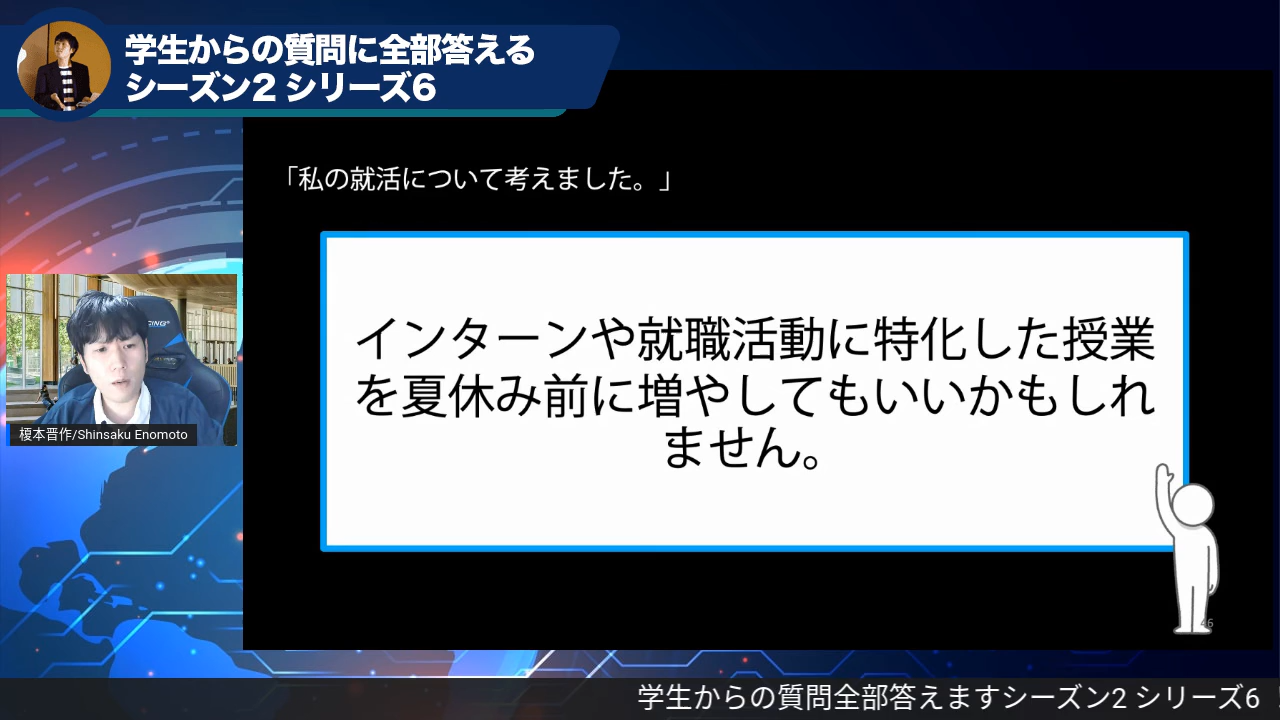 学生からの質問に全部答える
シーズン2 シリーズ6
「私の就活について考えました。」
インターンや就職活動に特化した授業
を夏休み前に増やしてもいいかもしれ
ません。
榎本晋作/Shinsaku Enomoto
46
学生からの質問全部答えますシーズン2 シリーズ6